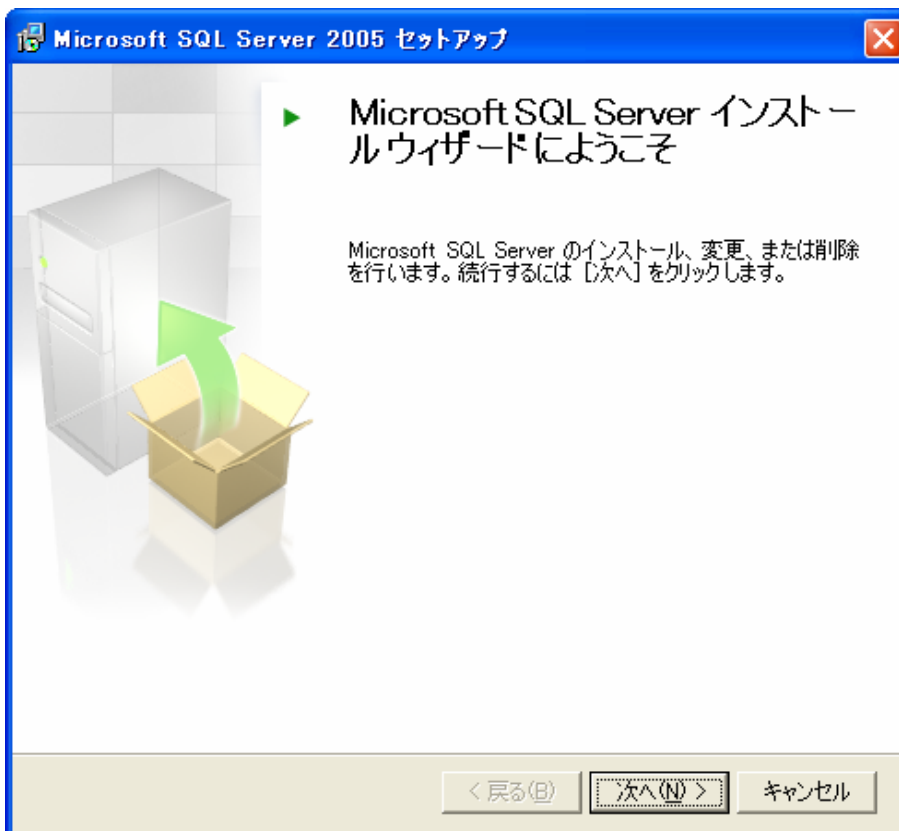 Microsoft SQL Server 2005 セットアップ
Microsoft SQL Server インストー
ル ウィザードにようこそ
Microsoft SQL Server のインストール、変更、または削除
を行います。続行するには [次へ] をクリックします。
< 戻る(B)
次へ(N) >
キャンセル